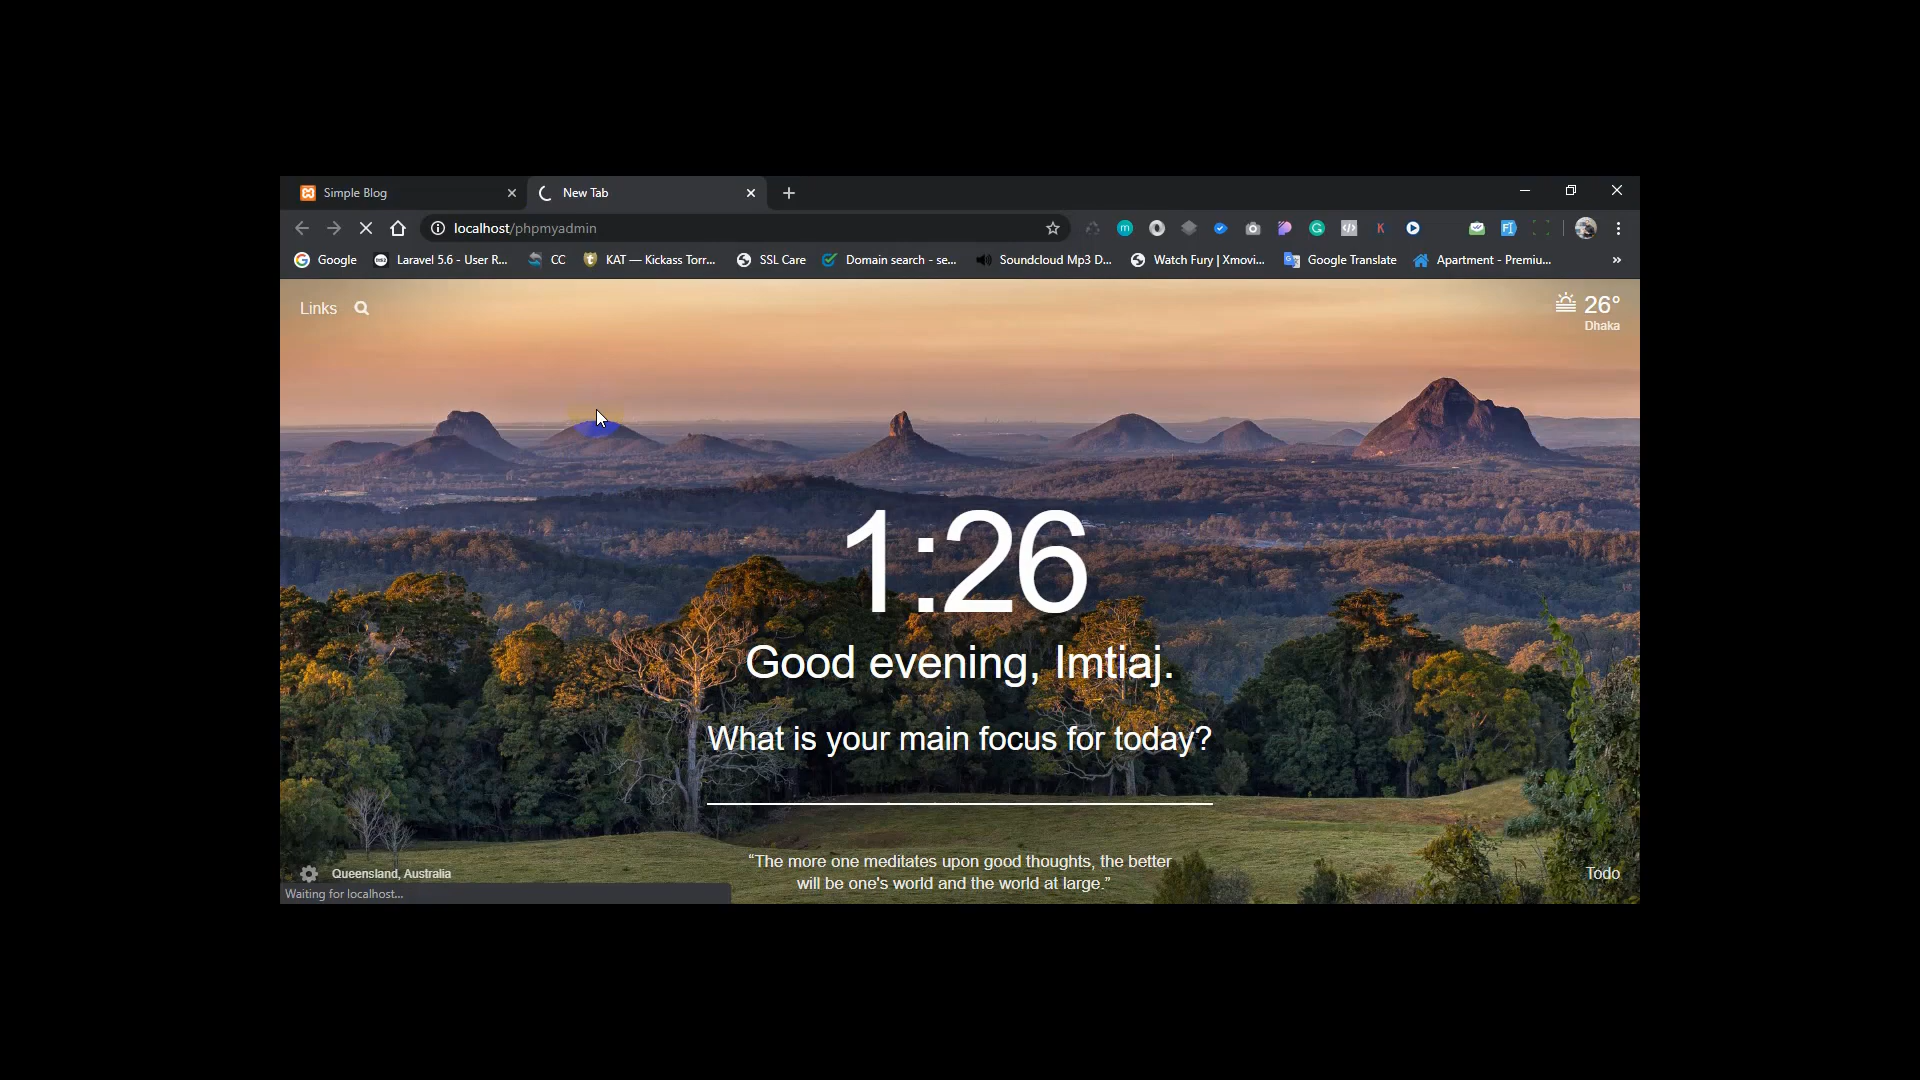 Simple Blog
New Tab
localhost/phpmyadmin
Google
Laravel 5.6 - User R...
CC
KAT — Kickass Torr...
SSL Care
Domain search - se...
Soundcloud Mp3 D...
Watch Fury | Xmovi...
Google Translate
Apartment - Premiu...
»
Links
26°
Dhaka
1:26
Good evening, Imtiaj.
What is your main focus for today?
“The more one meditates upon good thoughts, the better
will be one's world and the world at large.”
Queensland, Australia
Todo
Waiting for localhost...